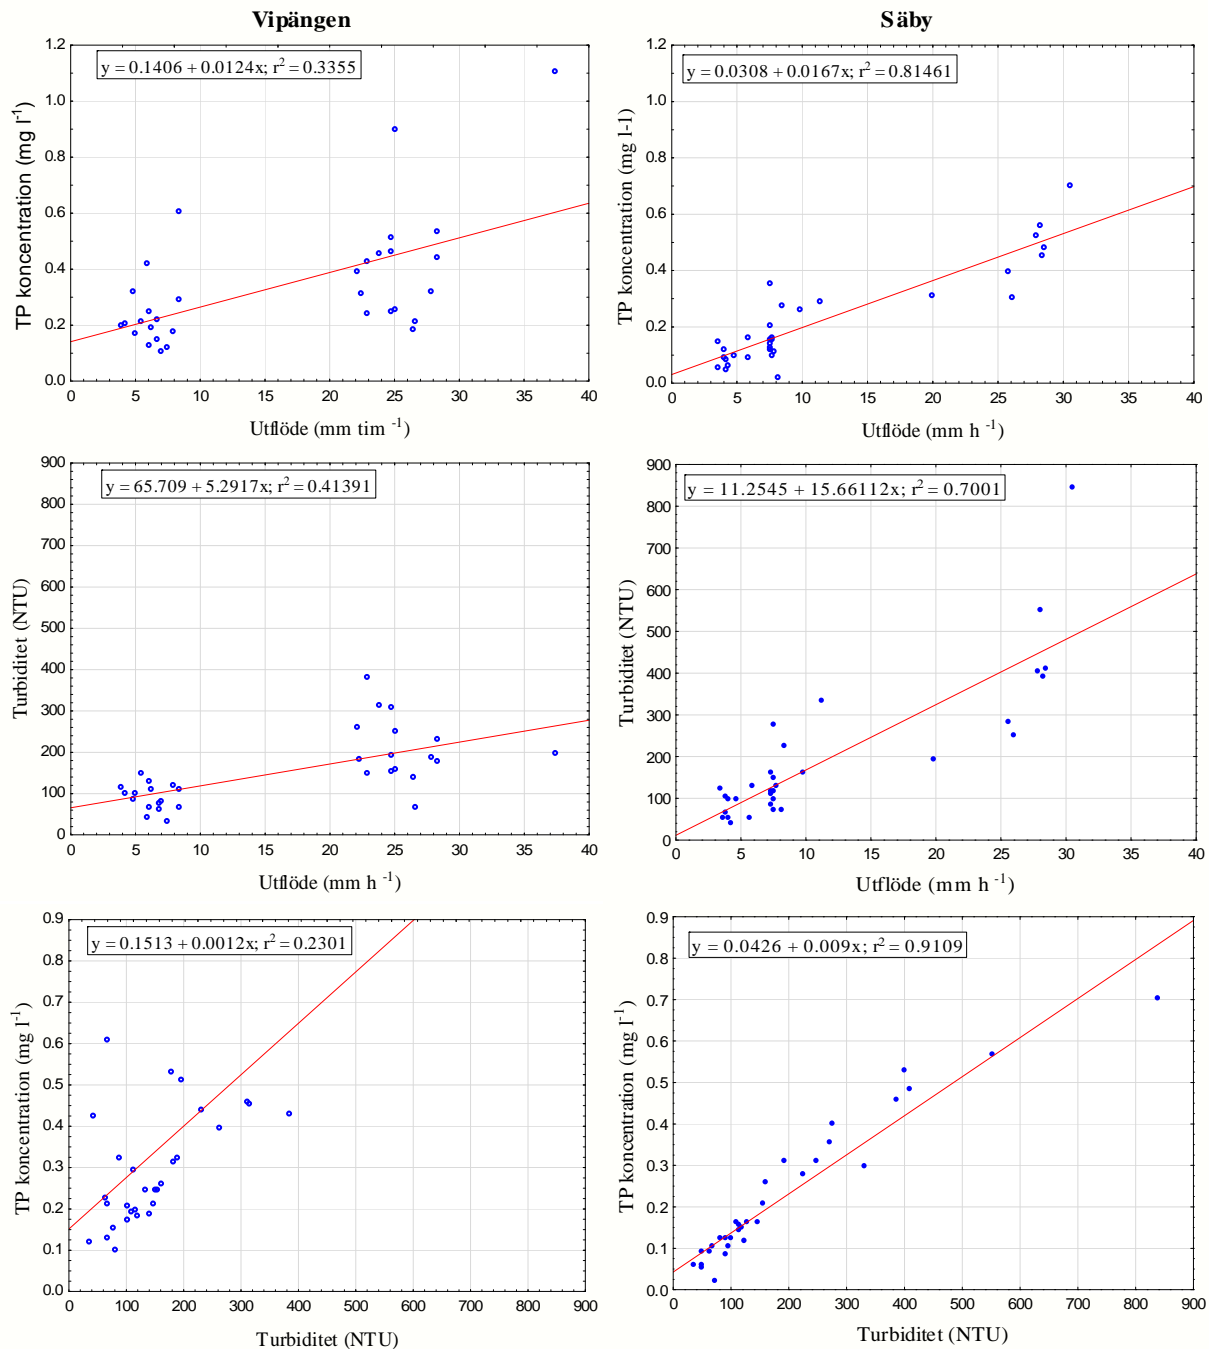 Vipängen
Säby
y = 0.1406 + 0.0124x; r² = 0.3355
1.2
1.0
0.8
0.6
0.4
0.2
0.0
TP koncentration (mg l⁻¹)
0 5 10 15 20 25 30 35 40
Utflöde (mm tim ⁻¹)
y = 0.0308 + 0.0167x; r² = 0.81461
1.2
1.0
0.8
0.6
0.4
0.2
0.0
TP koncentration (mg l-1)
0 5 10 15 20 25 30 35 40
Utflöde (mm h ⁻¹)
y = 65.709 + 5.2917x; r² = 0.41391
900
800
700
600
500
400
300
200
100
0
Turbiditet (NTU)
0 5 10 15 20 25 30 35 40
Utflöde (mm h ⁻¹)
y = 11.2545 + 15.66112x; r² = 0.7001
900
800
700
600
500
400
300
200
100
0
Turbiditet (NTU)
0 5 10 15 20 25 30 35 40
Utflöde (mm h ⁻¹)
y = 0.1513 + 0.0012x; r² = 0.2301
0.9
0.8
0.7
0.6
0.5
0.4
0.3
0.2
0.1
0.0
TP koncentration (mg l⁻¹)
0 100 200 300 400 500 600 700 800 900
Turbiditet (NTU)
y = 0.0426 + 0.009x; r² = 0.9109
0.9
0.8
0.7
0.6
0.5
0.4
0.3
0.2
0.1
0.0
TP koncentration (mg l⁻¹)
0 100 200 300 400 500 600 700 800 900
Turbiditet (NTU)